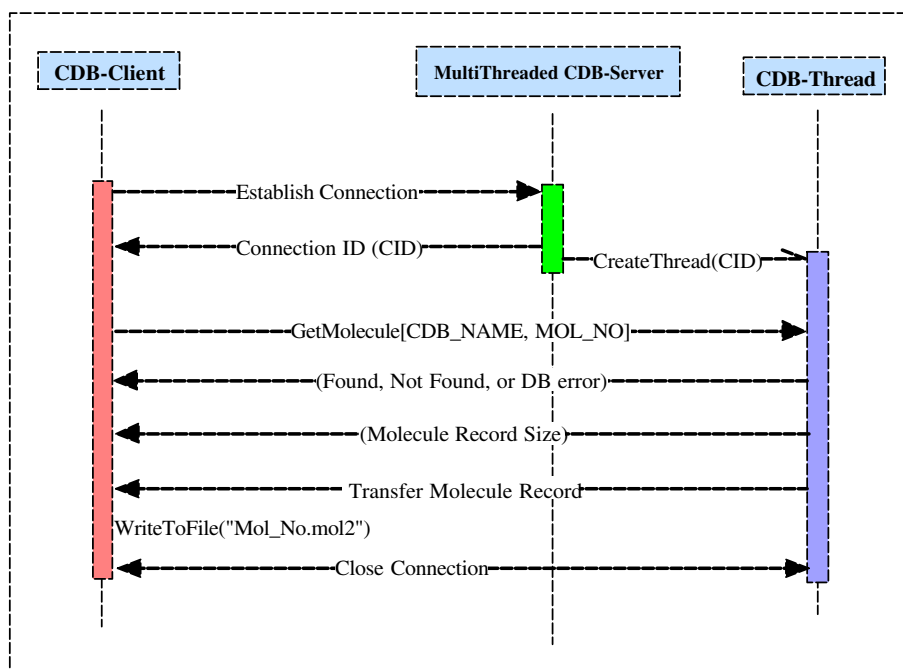 CDB-Client
MultiThreaded CDB-Server
CDB-Thread
Establish Connection
Connection ID (CID)
CreateThread(CID)
GetMolecule[CDB_NAME, MOL_NO]
(Found, Not Found, or DB error)
(Molecule Record Size)
Transfer Molecule Record
WriteToFile("Mol_No.mol2")
Close Connection